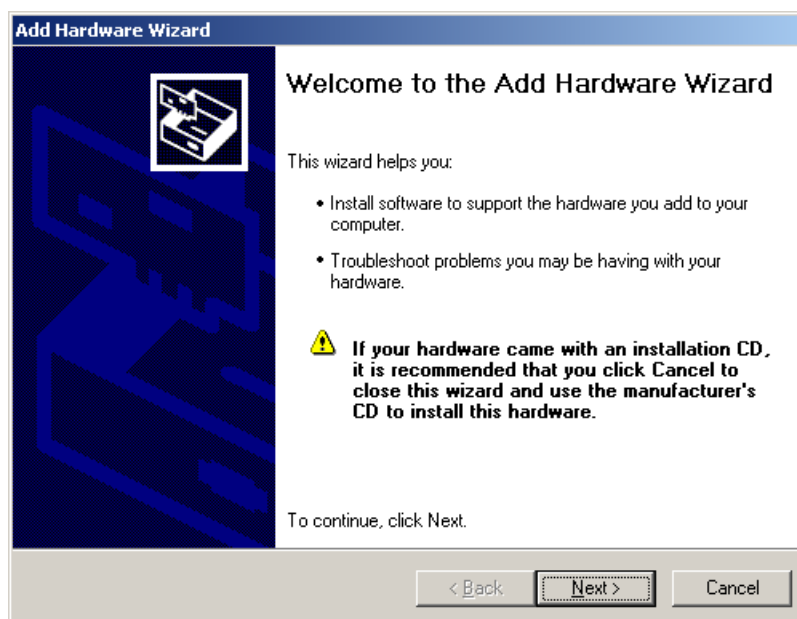 Add Hardware Wizard
Welcome to the Add Hardware Wizard
This wizard helps you:
• Install software to support the hardware you add to your
computer.
• Troubleshoot problems you may be having with your
hardware.
If your hardware came with an installation CD,
it is recommended that you click Cancel to
close this wizard and use the manufacturer's
CD to install this hardware.
To continue, click Next.
< Back Next > Cancel